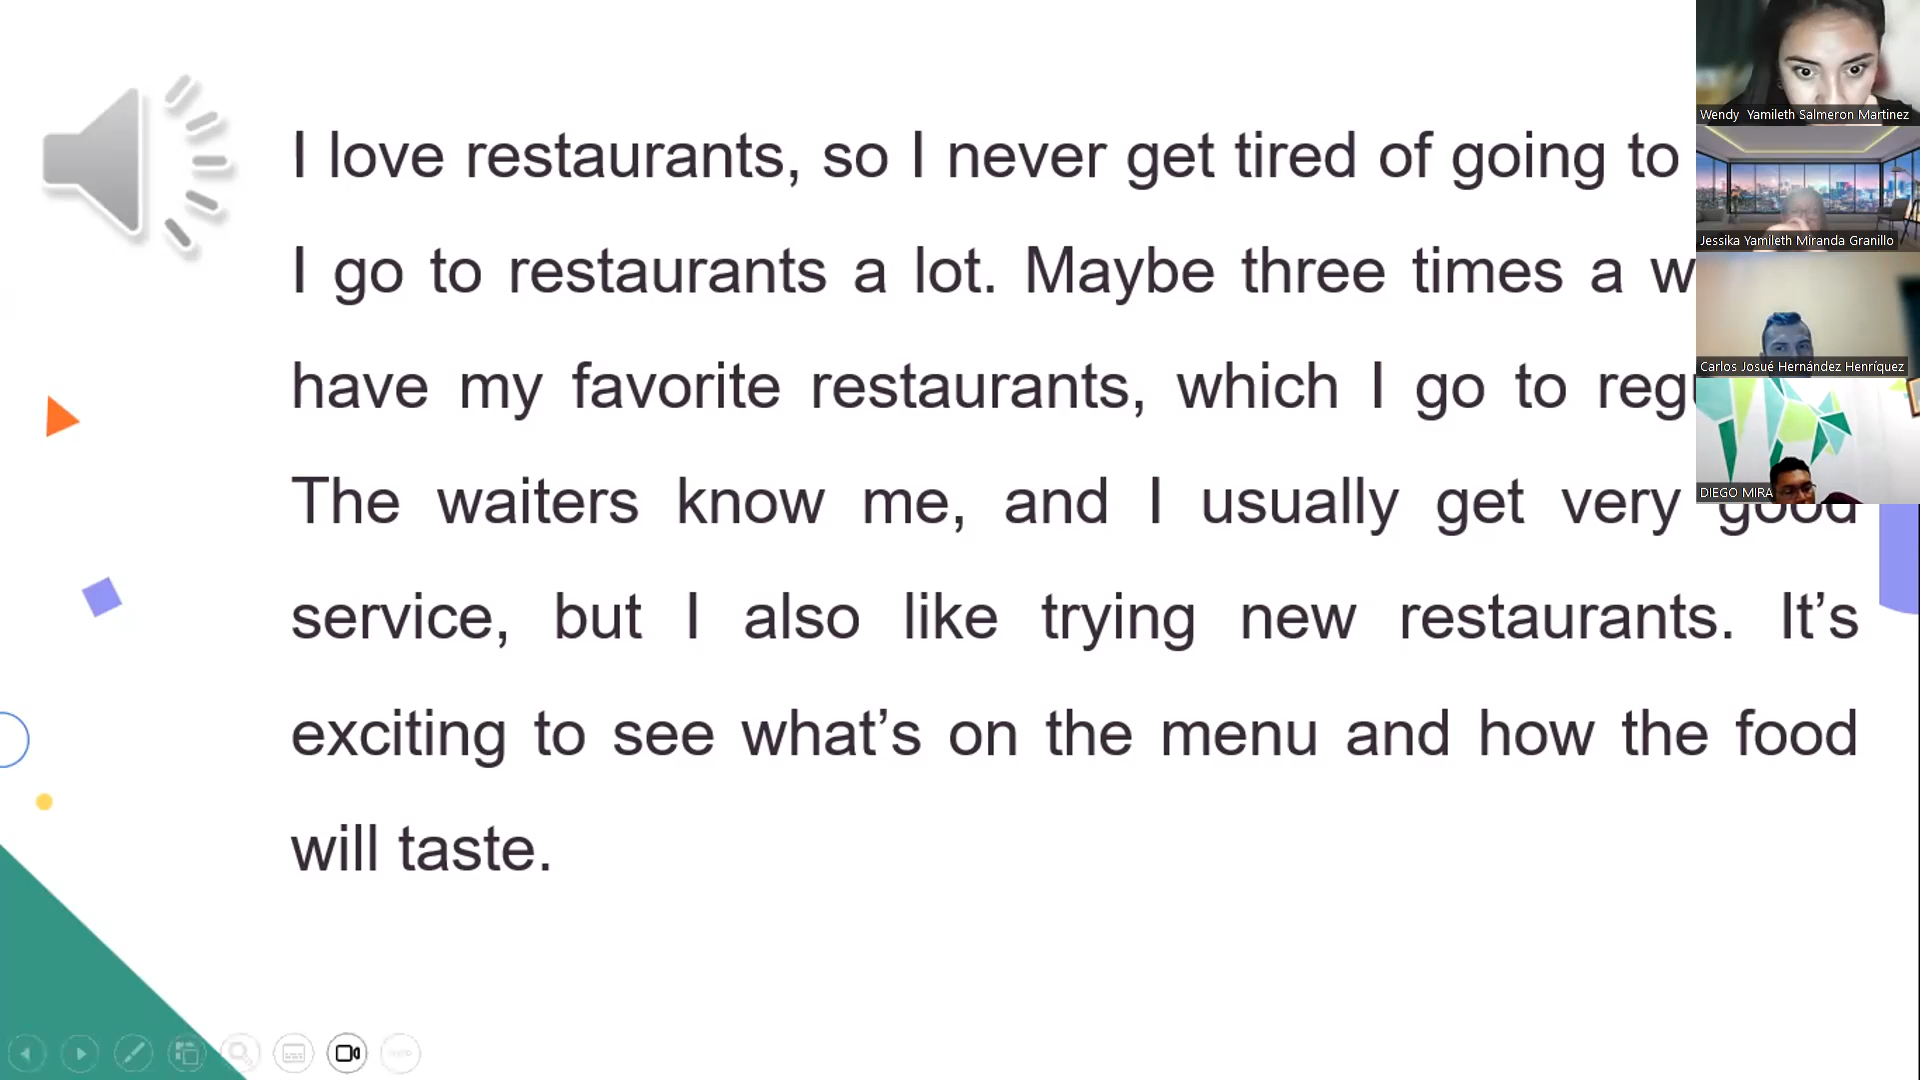 I love restaurants, so I never get tired of going to
I go to restaurants a lot. Maybe three times a
have my favorite restaurants, which I go to
The waiters know me, and I usually get very good
service, but I also like trying new restaurants. It’s
exciting to see what’s on the menu and how the food
will taste.
Wendy Yamileth Salmeron Martinez
Jessika Yamileth Miranda Granillo
Carlos Josué Hernández Henríquez
DIEGO MIRA